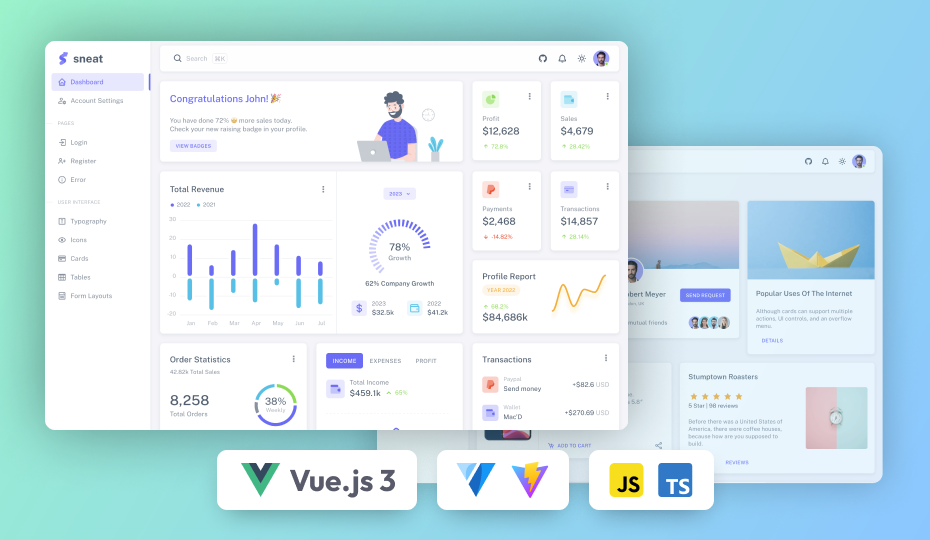 sneat
Dashboard
Account Settings
PAGES
Login
Register
Error
USER INTERFACE
Typography
Icons
Cards
Tables
Form Layouts
Search ⌘K
Congratulations John! 🎉
You have done 72% 🤩 more sales today.
Check your new raising badge in your profile.
VIEW BADGES
Profit
$12,628
72.8%
Sales
$4,679
28.42%
Total Revenue
2022 2021
30
20
10
0
-10
-20
Jan Feb Mar Apr May Jun Jul
2023
78%
Growth
62% Company Growth
2023
$32.5k
2022
$41.2k
Payments
$2,468
-14.82%
Transactions
$14,857
28.14%
Profile Report
YEAR 2022
68.2%
$84,686k
Order Statistics
42.82k Total Sales
8,258
Total Orders
38%
Weekly
INCOME EXPENSES PROFIT
Total Income
$459.1k 65%
Transactions
Paypal
Send money
+$82.6 USD
Wallet
Mac'D
+$270.69 USD
Meyer
SEND REQUEST
mutual friends
Popular Uses Of The Internet
Although cards can support multiple
actions, UI controls, and an overflow
menu.
DETAILS
5.8"
ADD TO CART
Stumptown Roasters
5 Star | 98 reviews
Before there was a United States of
America, there were coffee houses,
because how are you supposed to
build.
REVIEWS
Vue.js 3
JS
TS